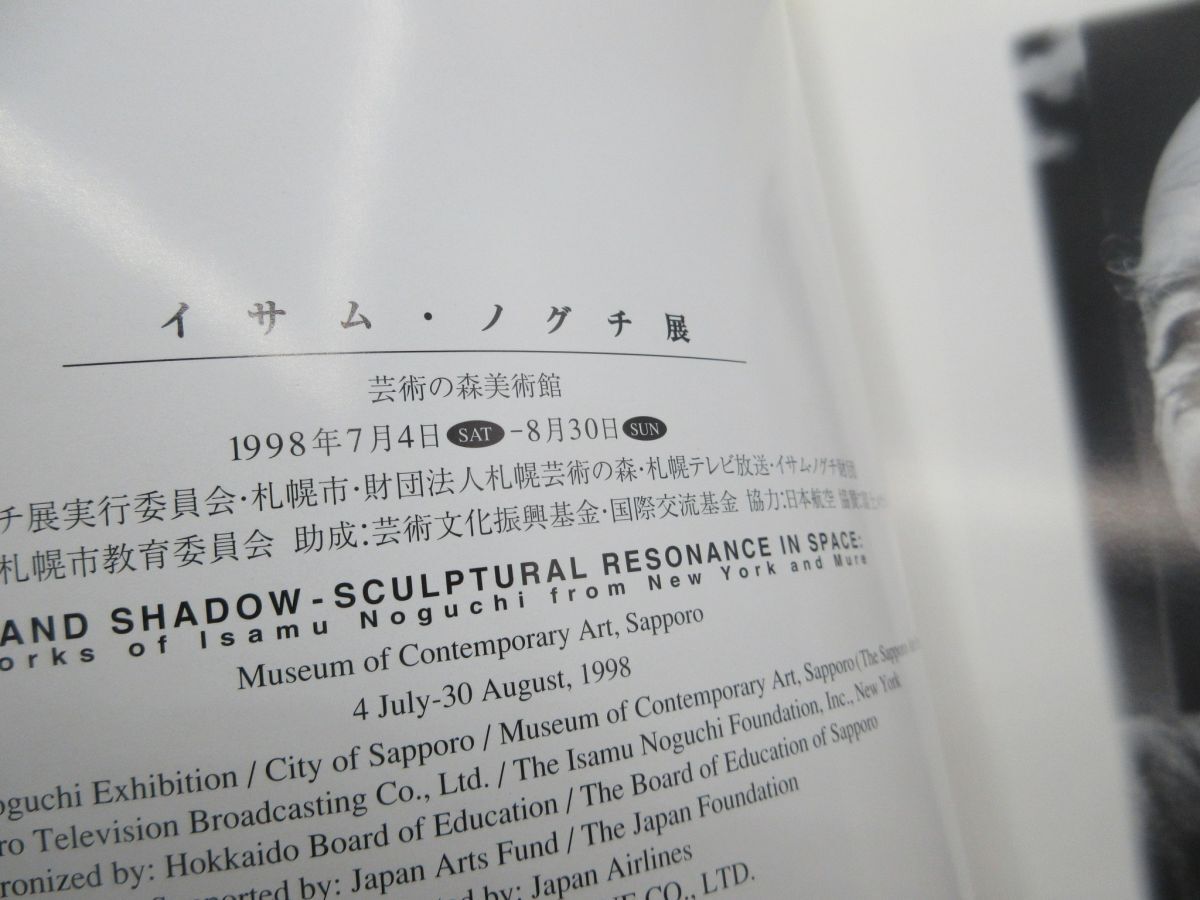 イサム・ノグチ展
芸術の森美術館
1998年7月4日 SAT -8月30日 SUN
チ展実行委員会・札幌市・財団法人札幌芸術の森・札幌テレビ放送・イサム・ノグチ財団
札幌市教育委員会 助成:芸術文化振興基金・国際交流基金 協力:日本航空
AND SHADOW-SCULPTURAL RESONANCE IN SPACE:
orks of Isamu Noguchi from New York and Mure
Museum of Contemporary Art, Sapporo
4 July-30 August, 1998
oguchi Exhibition / City of Sapporo / Museum of Contemporary Art, Sapporo (The Sapporo
ro Television Broadcasting Co., Ltd. / The Isamu Noguchi Foundation, Inc., New York
ronized by: Hokkaido Board of Education / The Board of Education of Sapporo
Supported by: Japan Arts Fund / The Japan Foundation
ted by: Japan Airlines
CO., LTD.